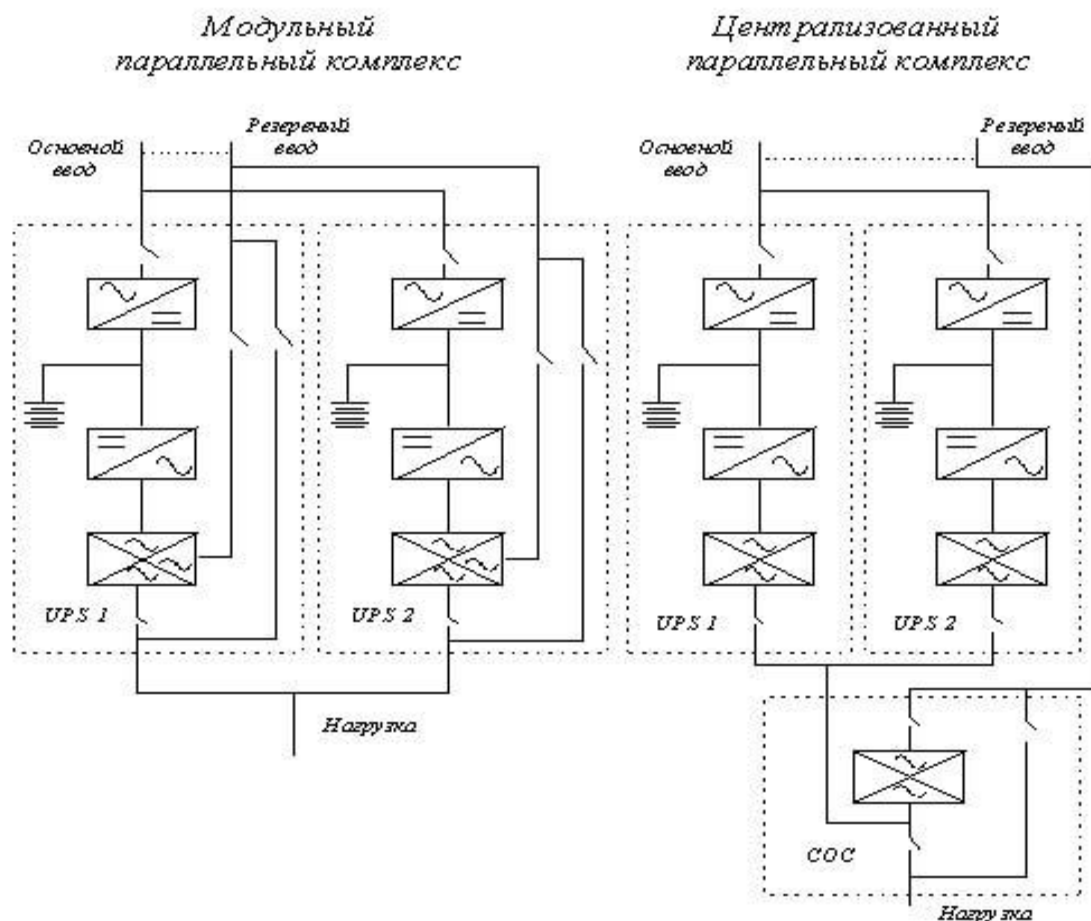 Модульный
параллельный комплекс
Централизованный
параллельный комплекс
Основной
ввод
Резервный
ввод
Основной
ввод
Резервный
ввод
UPS 1
UPS 2
UPS 1
UPS 2
Нагрузка
СОС
Нагрузка